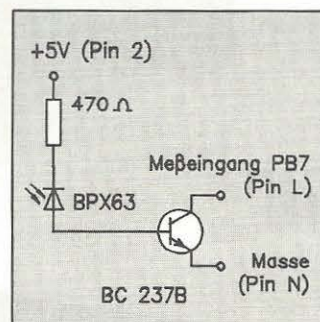 +5V (Pin 2)
470 Ω
Meßeingang PB7
(Pin L)
BPX63
Masse
(Pin N)
BC 237B